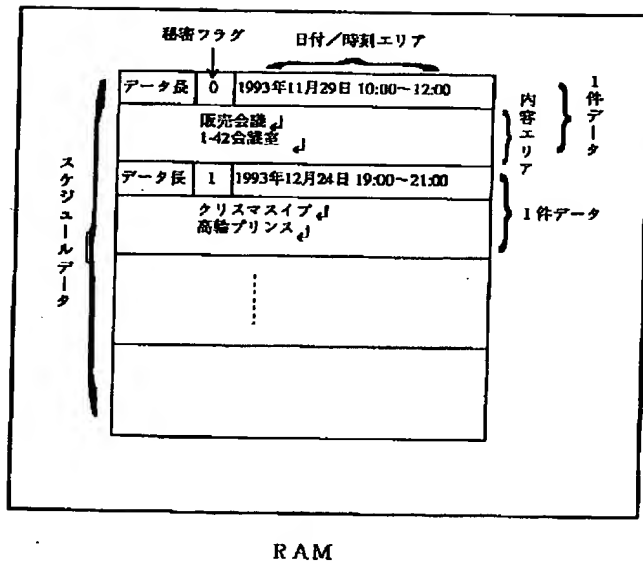 秘密フラグ
日付／時刻エリア
データ長 0 1993年11月29日 10:00～12:00
販売会議↲
1-42会議室↲
データ長 1 1993年12月24日 19:00～21:00
クリスマスイブ↲
高輪プリンス↲
スケジュールデータ
内容エリア
1件データ
1件データ
RAM